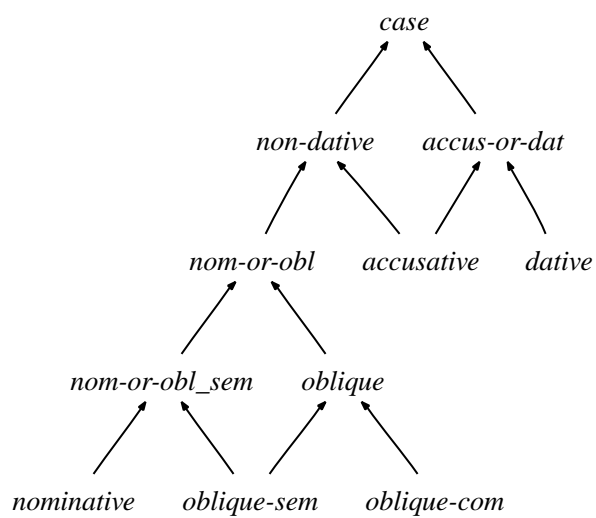 case
non-dative accus-or-dat
nom-or-obl accusative dative
nom-or-obl_sem oblique
nominative oblique-sem oblique-com